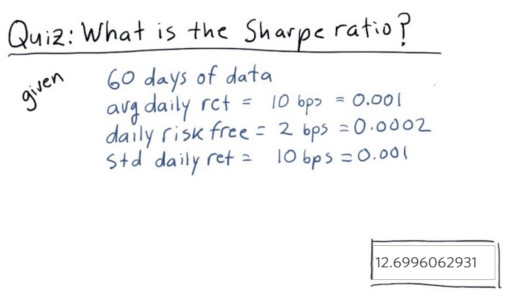 Quiz: What is the Sharpe ratio?
given
60 days of data
avg daily ret = 10 bps = 0.001
daily risk free = 2 bps = 0.0002
std daily ret = 10 bps = 0.001
12.6996062931